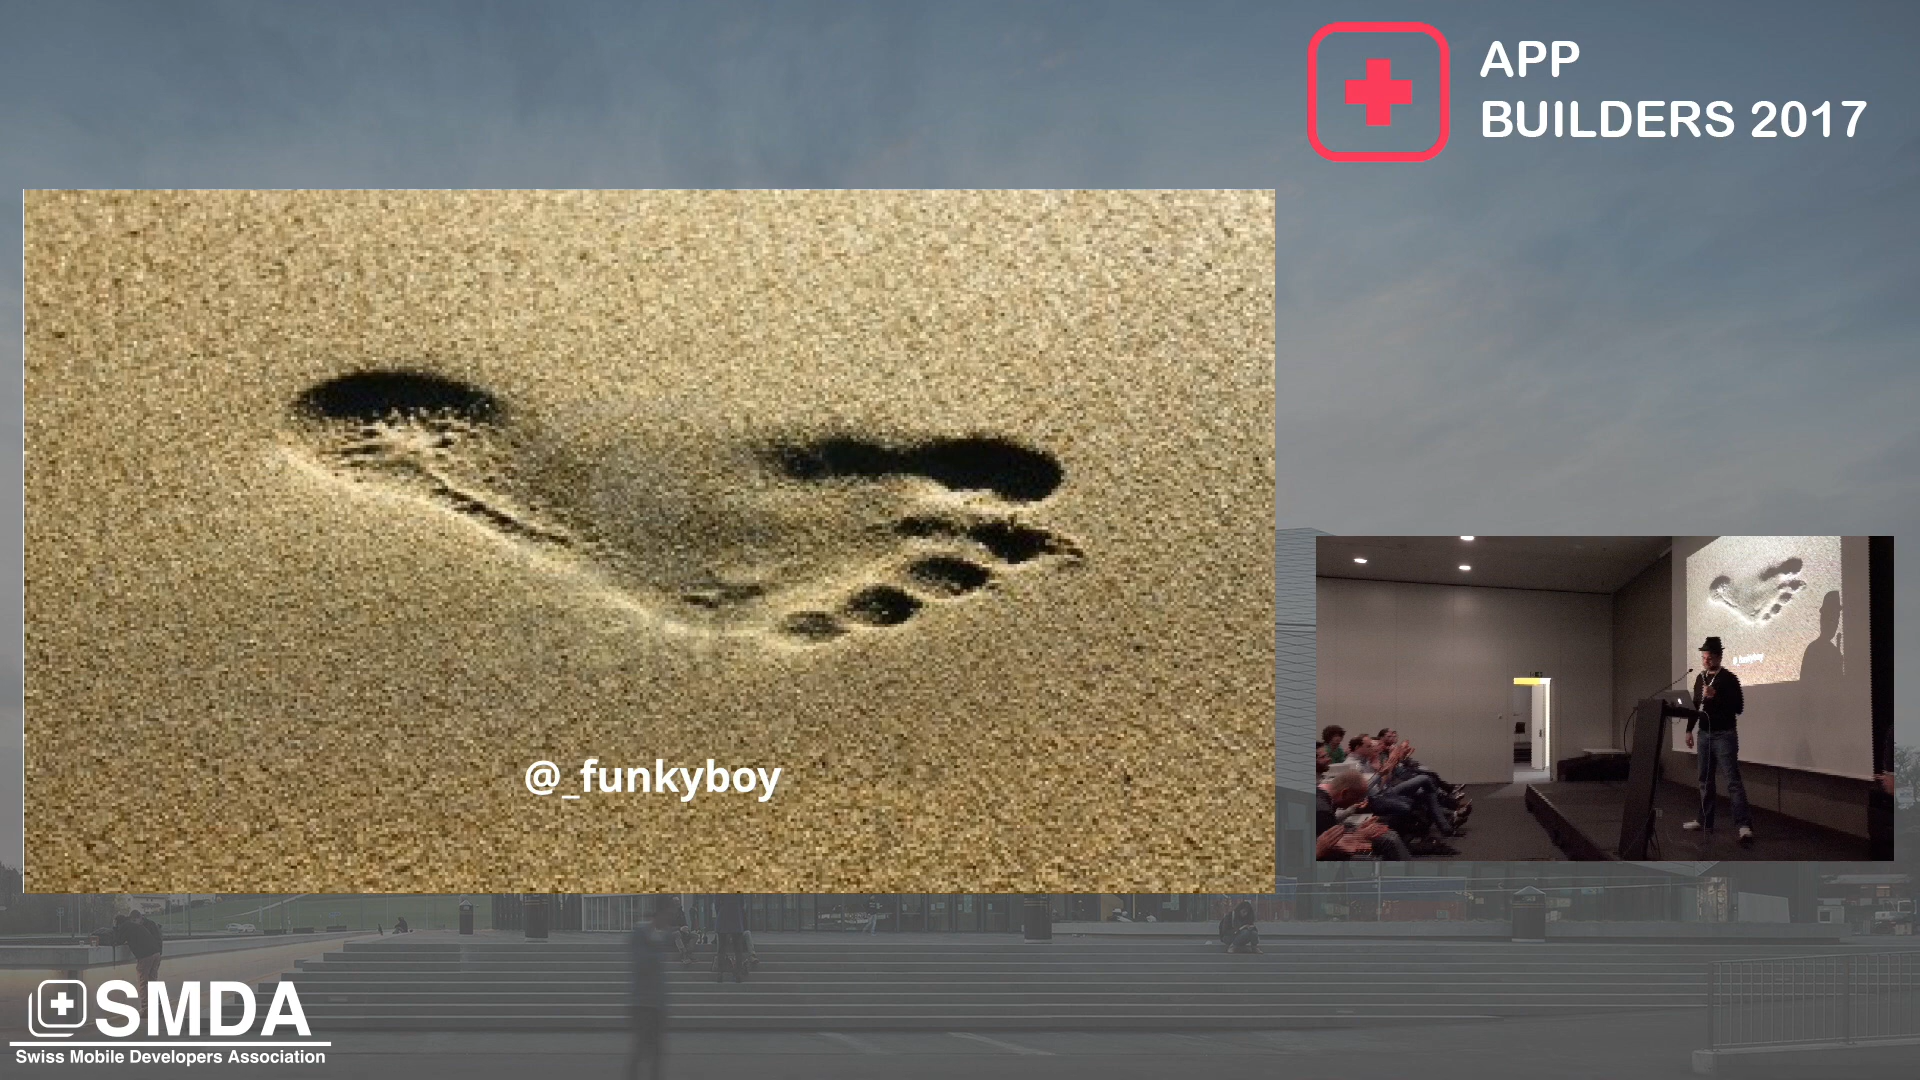 APP
BUILDERS 2017
@_funkyboy
SMDA
Swiss Mobile Developers Association